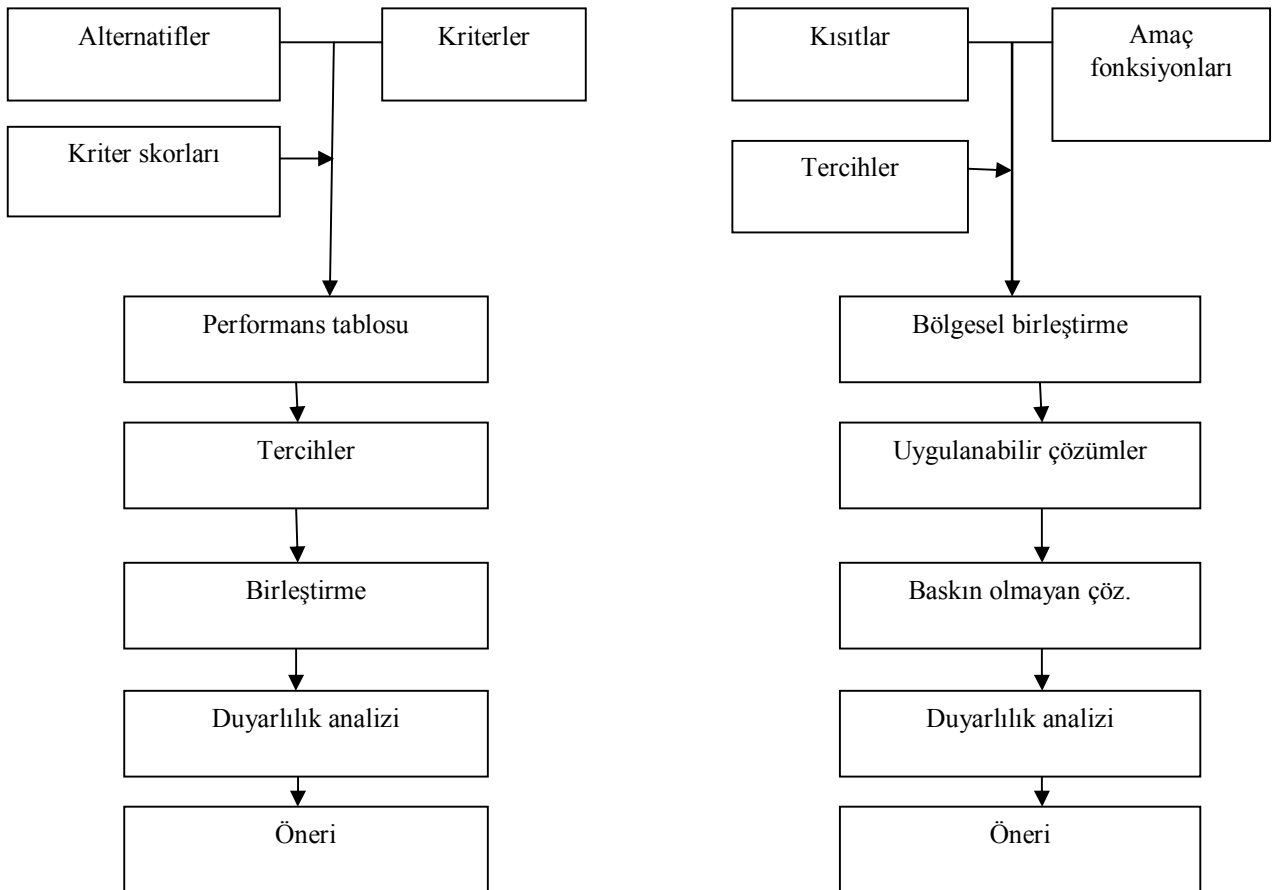 Alternatifler
Kriterler
Kriter skorları
Performans tablosu
Tercihler
Birleştirme
Duyarlılık analizi
Öneri
Kısıtlar
Amaç
fonksiyonları
Tercihler
Bölgesel birleştirme
Uygulanabilir çözümler
Baskın olmayan çöz.
Duyarlılık analizi
Öneri